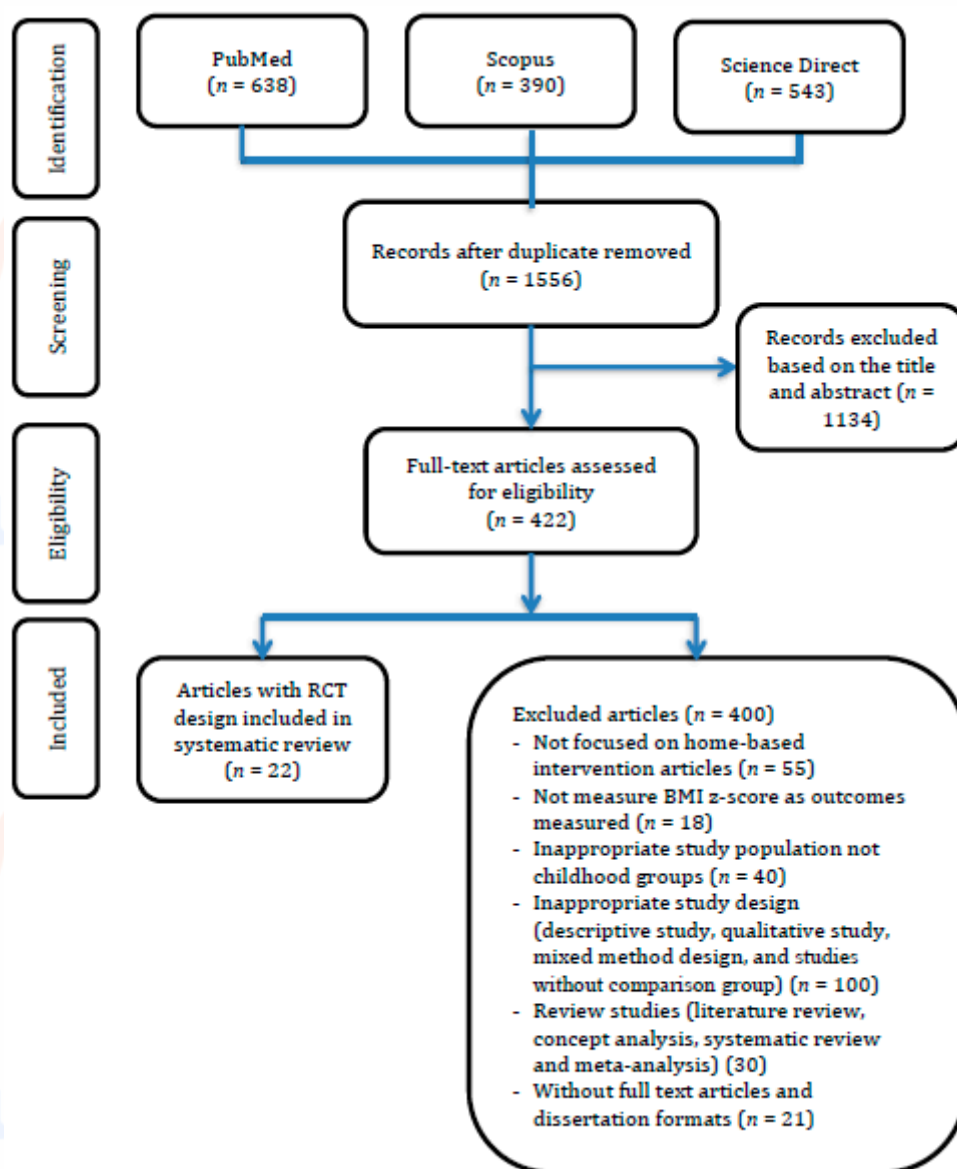 Identification
PubMed
(n = 638)
Scopus
(n = 390)
Science Direct
(n = 543)
Screening
Records after duplicate removed
(n = 1556)
Records excluded
based on the title
and abstract (n =
1134)
Eligibility
Full-text articles assessed
for eligibility
(n = 422)
Included
Articles with RCT
design included in
systematic review
(n = 22)
Excluded articles (n = 400)
- Not focused on home-based
intervention articles (n = 55)
- Not measure BMI z-score as outcomes
measured (n = 18)
- Inappropriate study population not
childhood groups (n = 40)
- Inappropriate study design
(descriptive study, qualitative study,
mixed method design, and studies
without comparison group) (n = 100)
- Review studies (literature review,
concept analysis, systematic review
and meta-analysis) (30)
- Without full text articles and
dissertation formats (n = 21)